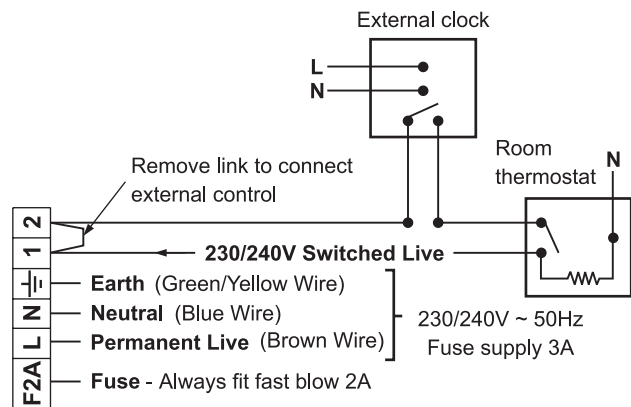 External clock
L
N
Room
thermostat
N
Remove link to connect
external control
2
1
230/240V Switched Live
Earth (Green/Yellow Wire)
N
Neutral (Blue Wire)
L
Permanent Live (Brown Wire)
230/240V ~ 50Hz
Fuse supply 3A
F2A
Fuse - Always fit fast blow 2A